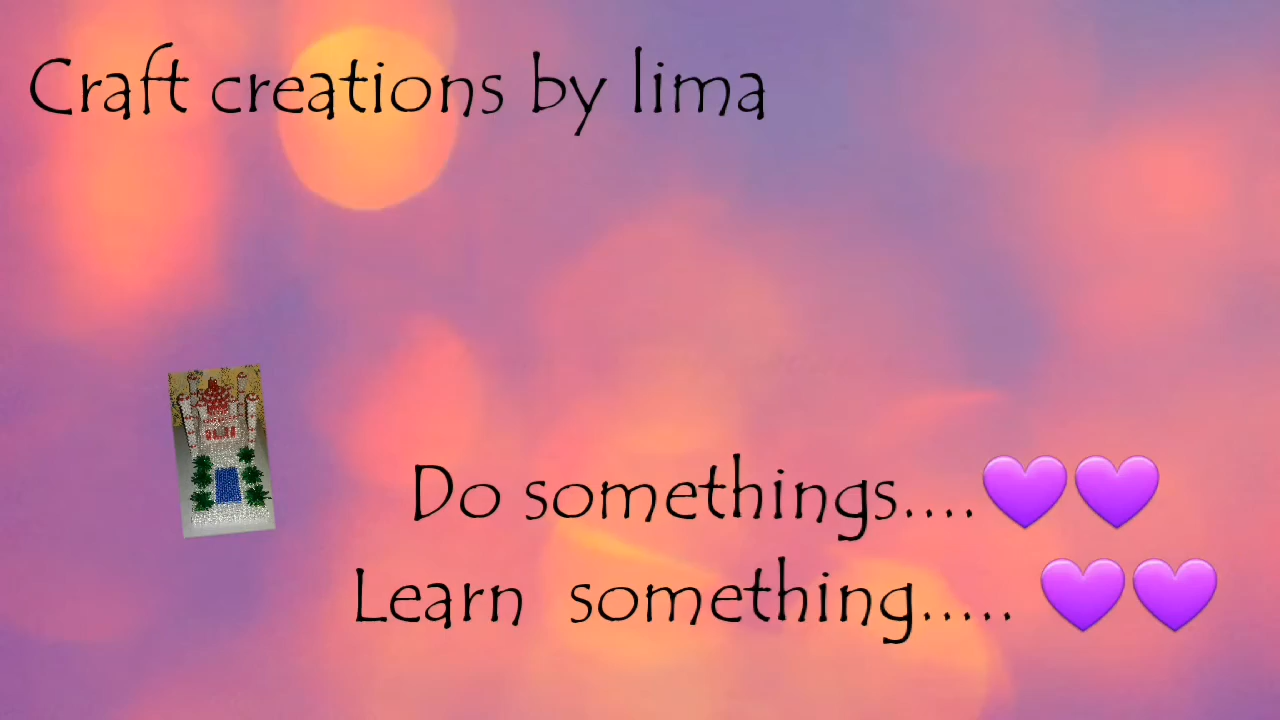 Craft creations by lima
Do somethings....💜💜
Learn something..... 💜💜